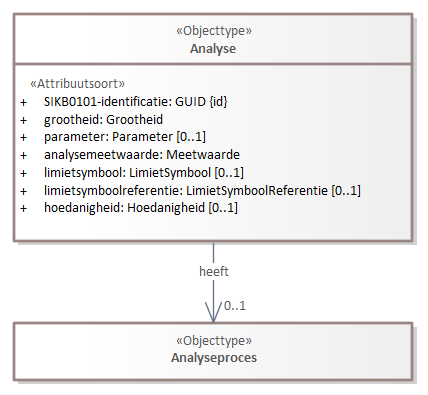 «Objecttype»
Analyse
«Attribuutsoort»
+ SIKB0101-identificatie: GUID {id}
+ grootheid: Grootheid
+ parameter: Parameter [0..1]
+ analysemeetwaarde: Meetwaarde
+ limietsymbool: LimietSymbool [0..1]
+ limietsymboolreferentie: LimietSymboolReferentie [0..1]
+ hoedanigheid: Hoedanigheid [0..1]
heeft
0..1
«Objecttype»
Analyseproces